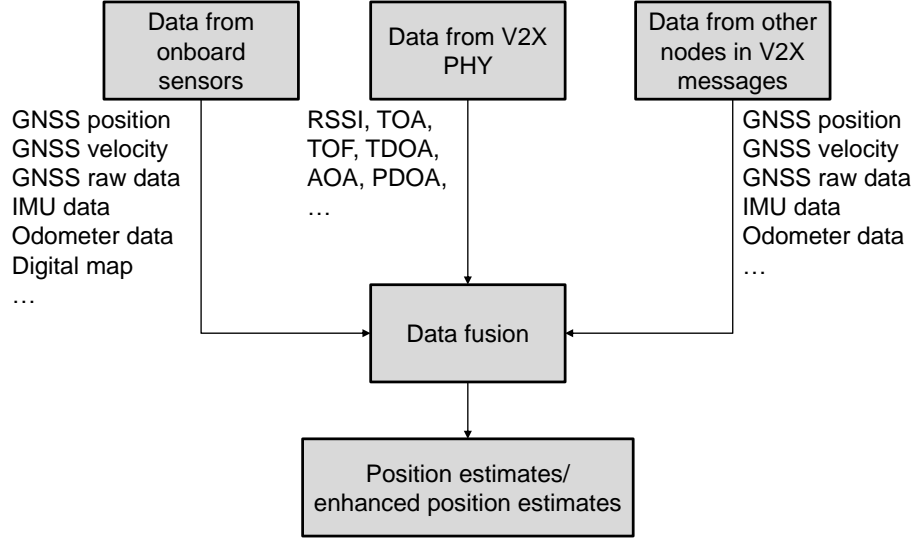 Data from
onboard
sensors
Data from V2X
PHY
Data from other
nodes in V2X
messages
GNSS position
GNSS velocity
GNSS raw data
IMU data
Odometer data
Digital map
…
RSSI, TOA,
TOF, TDOA,
AOA, PDOA,
…
GNSS position
GNSS velocity
GNSS raw data
IMU data
Odometer data
…
Data fusion
Position estimates/
enhanced position estimates